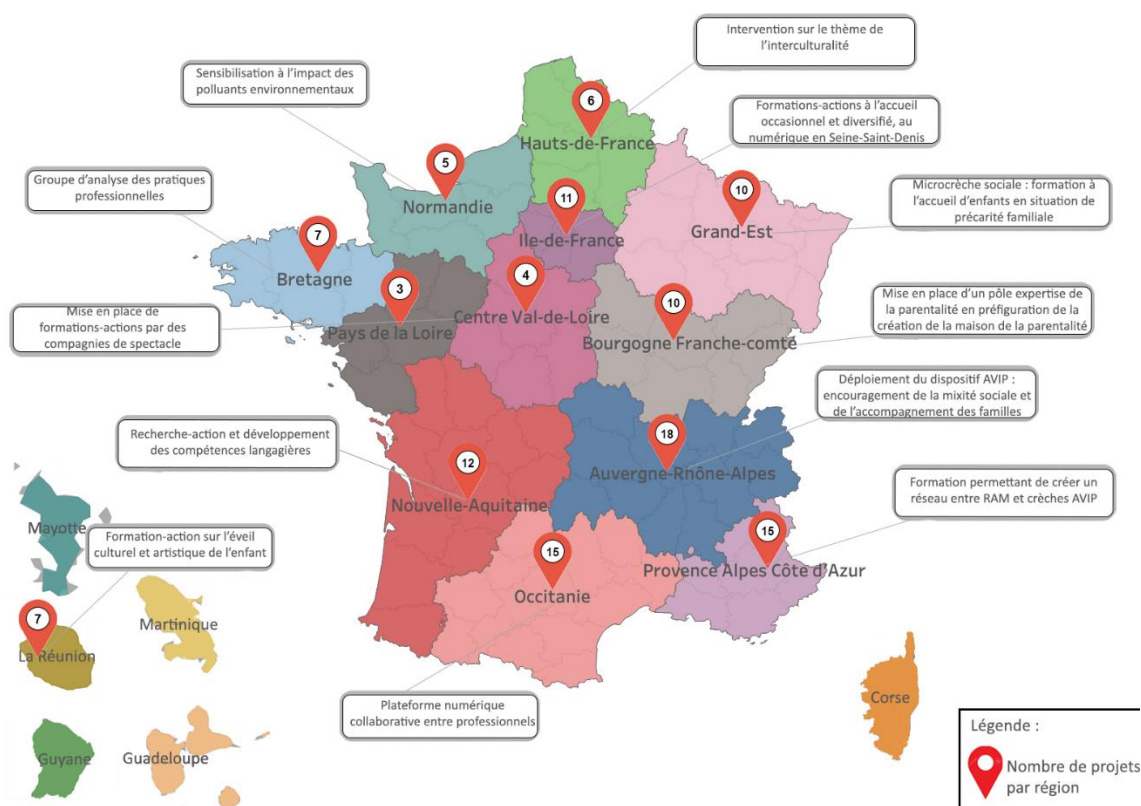 Intervention sur le thème de
l'interculturalité
Sensibilisation à l'impact des
polluants environnementaux
6
Hauts-de-France
Formations-actions à l'accueil
occasionnel et diversifié, au
numérique en Seine-Saint-Denis
5
Normandie
Groupe d'analyse des pratiques
professionnelles
11
Ile-de-France
10
Grand-Est
Microcrèche sociale : formation à
l'accueil d'enfants en situation de
précarité familiale
7
Bretagne
3
Pays de la Loire
4
Centre Val-de-Loire
10
Bourgogne Franche-comté
Mise en place de
formations-actions par des
compagnies de spectacle
Mise en place d'un pôle expertise de
la parentalité en préfiguration de la
création de la maison de la parentalité
Déploiement du dispositif AVIP :
encouragement de la mixité sociale et
de l'accompagnement des familles
Recherche-action et développement
des compétences langagières
12
Nouvelle-Aquitaine
18
Auvergne-Rhône-Alpes
Formation permettant de créer un
réseau entre RAM et crèches AVIP
15
Provence Alpes Côte d'Azur
15
Occitanie
Mayotte
Formation-action sur l'éveil
culturel et artistique de l'enfant
7
La Réunion
Martinique
Plateforme numérique
collaborative entre professionnels
Corse
Guyane
Guadeloupe
Légende :
Nombre de projets
par région